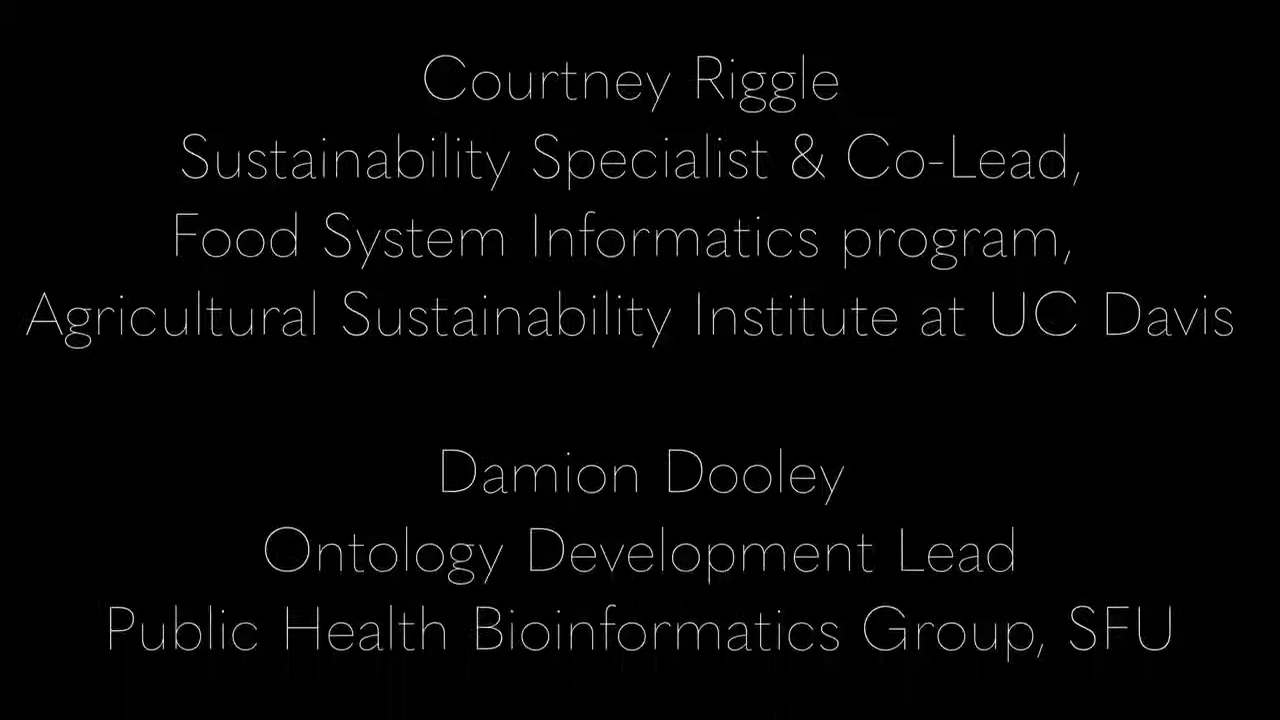 Courtney Riggle
Sustainability Specialist & Co-Lead,
Food System Informatics program,
Agricultural Sustainability Institute at UC Davis
Damion Dooley
Ontology Development Lead
Public Health Bioinformatics Group, SFU